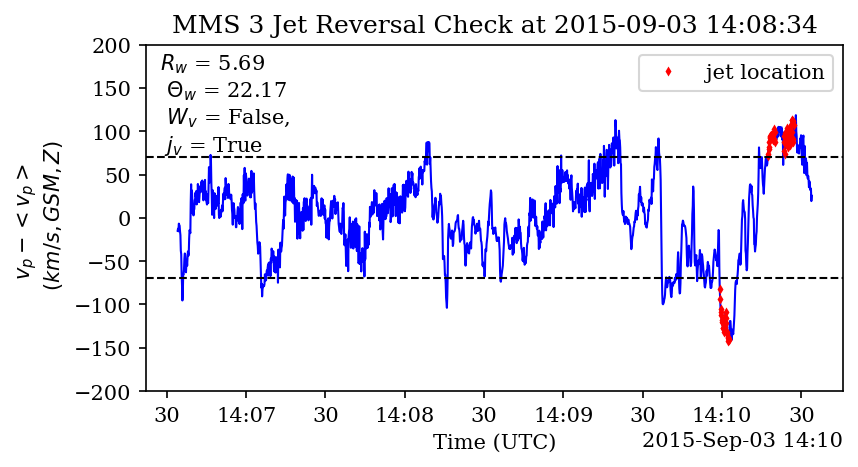 MMS 3 Jet Reversal Check at 2015-09-03 14:08:34
R_w = 5.69
Θ_w = 22.17
W_v = False,
j_v = True
jet location
200
150
100
50
0
−50
−100
−150
−200
v_p − < v_p >
(km/s, GSM, Z)
30 14:07 30 14:08 30 14:09 30 14:10 30
Time (UTC)
2015-Sep-03 14:10